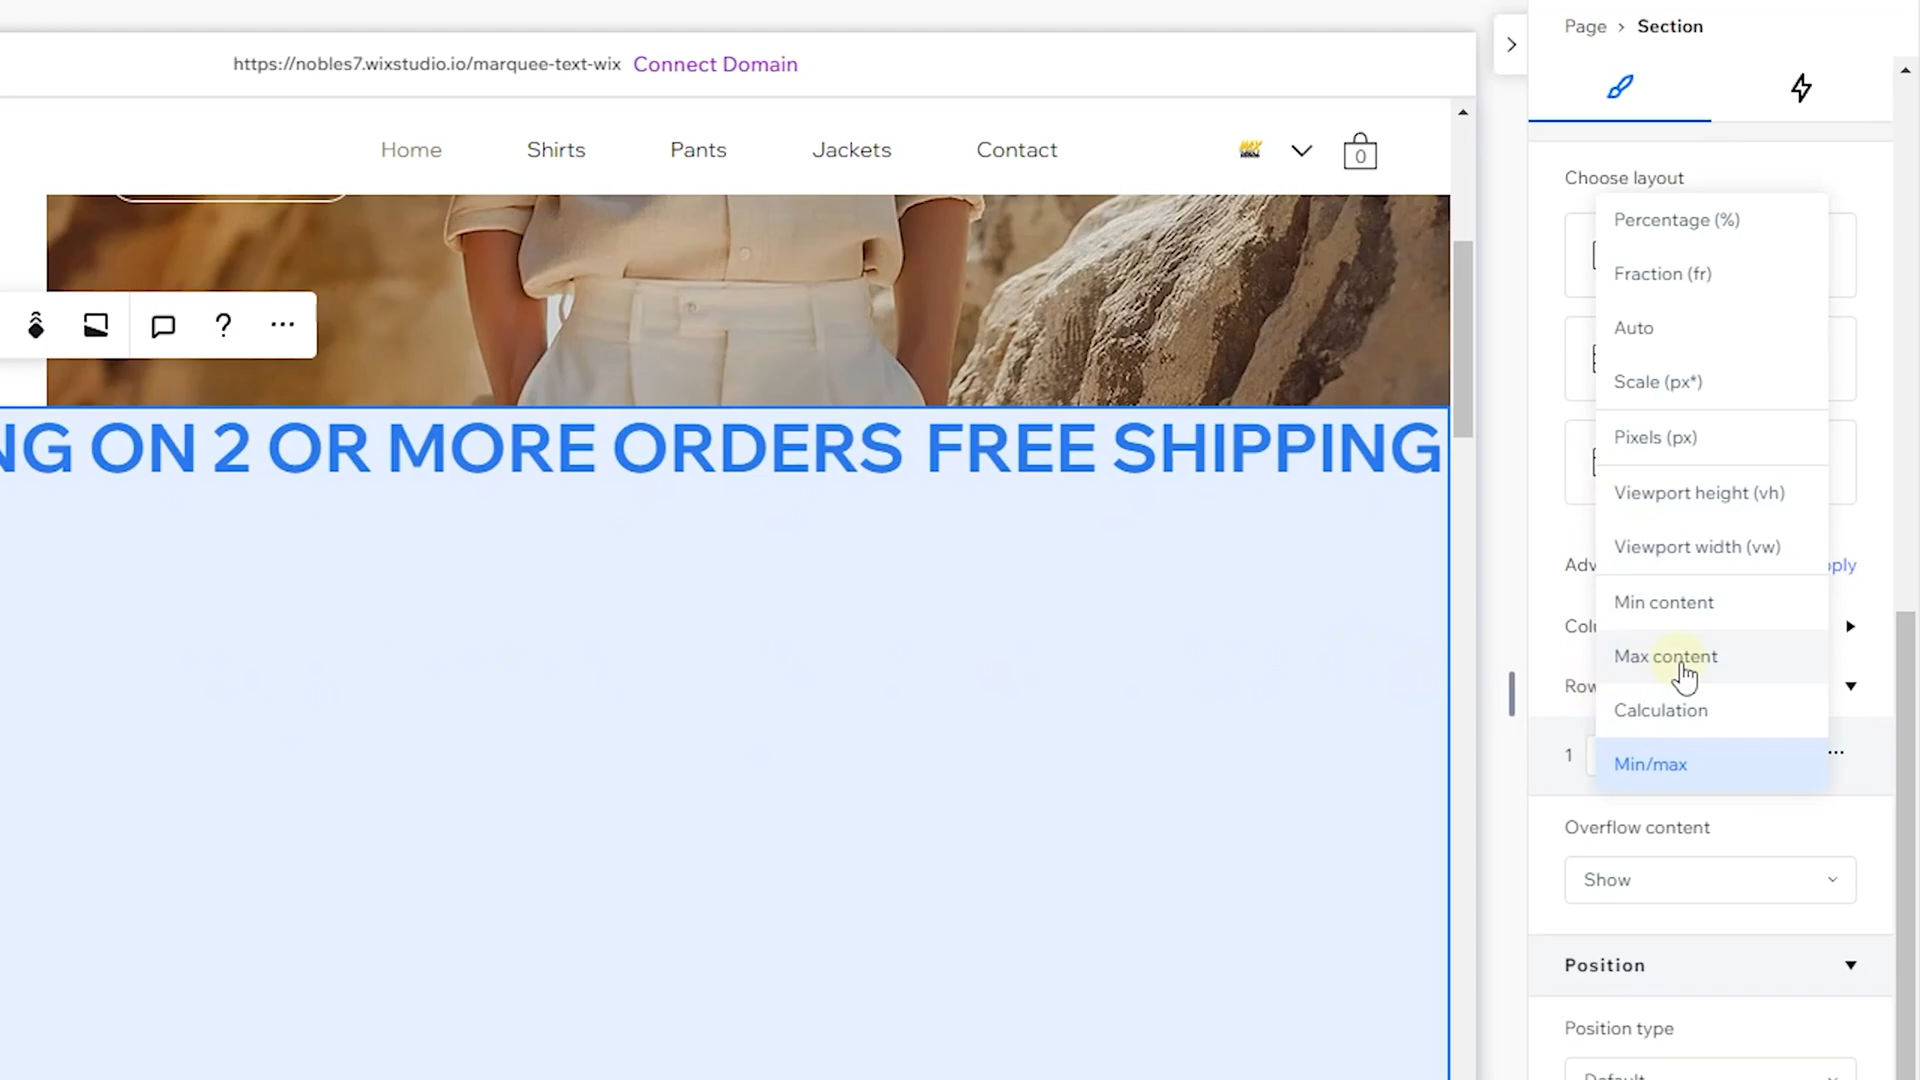 Page > Section
https://nobles7.wixstudio.io/marquee-text-wix Connect Domain
Home Shirts Pants Jackets Contact 0
NG ON 2 OR MORE ORDERS FREE SHIPPING
Choose layout
Percentage (%)
Fraction (fr)
Auto
Scale (px*)
Pixels (px)
Viewport height (vh)
Viewport width (vw)
Adv pply
Min content
Colu
Max content
Row
Calculation
1
Min/max
Overflow content
Show
Position
Position type
Default